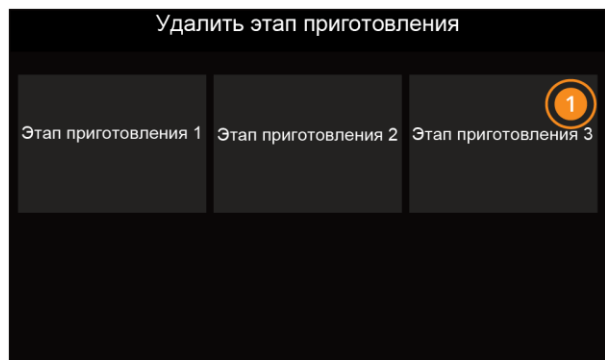 Удалить этап приготовления
1
Этап приготовления 1 Этап приготовления 2 Этап приготовления 3